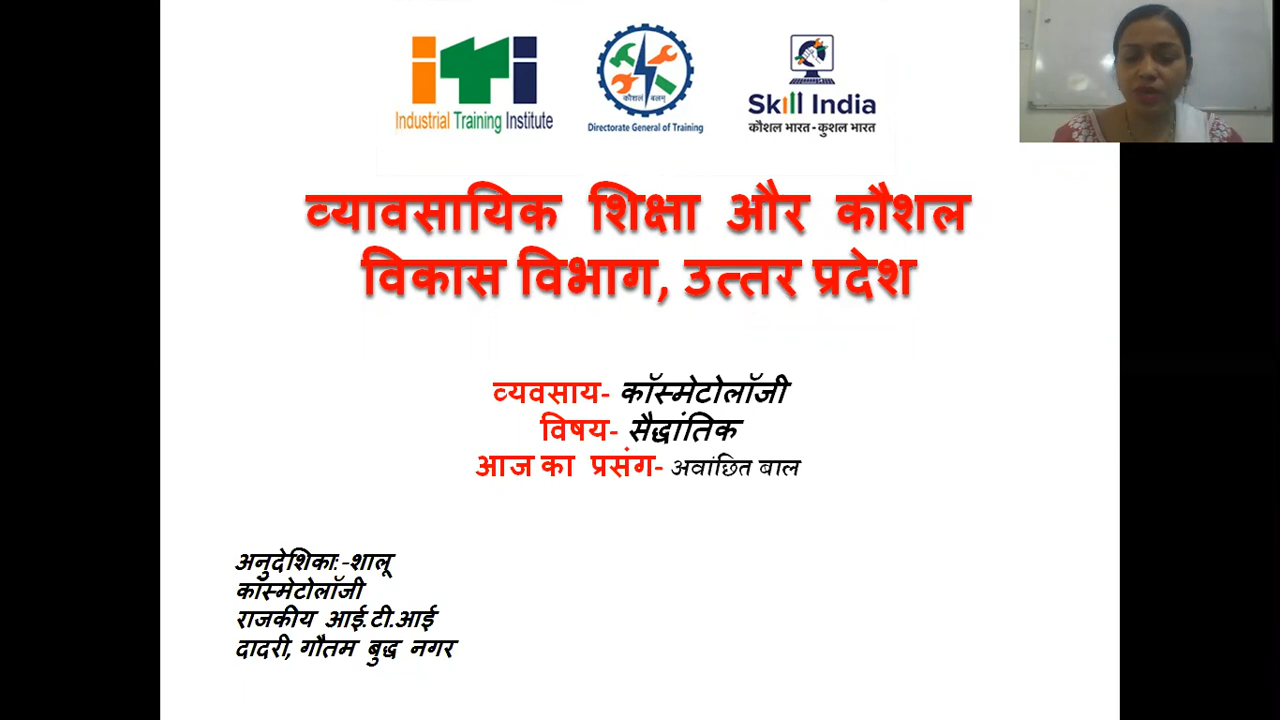 iTi
Industrial Training Institute
कौशलं बलम्
Directorate General of Training
Skill India
कौशल भारत - कुशल भारत
व्यावसायिक शिक्षा और कौशल
विकास विभाग, उत्तर प्रदेश
व्यवसाय- कॉस्मेटोलॉजी
विषय- सैद्धांतिक
आज का प्रसंग- अवांछित बाल
अनुदेशिका:-शालू
कॉस्मेटोलॉजी
राजकीय आई.टी.आई
दादरी, गौतम बुद्ध नगर